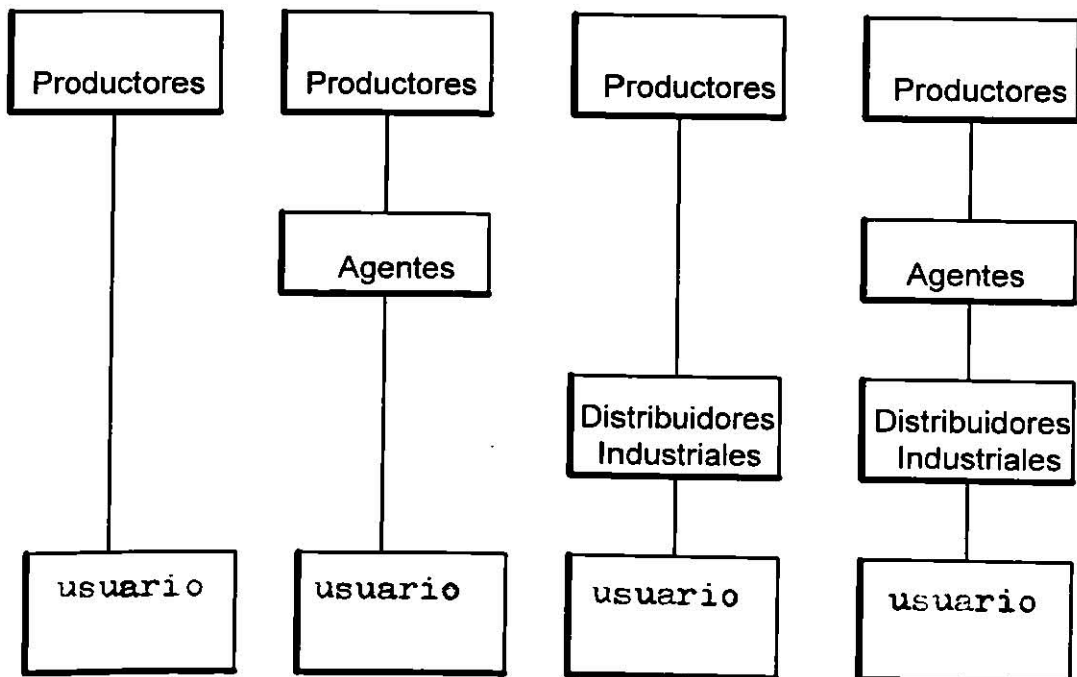 Productores
Productores
Productores
Productores
Agentes
Agentes
Distribuidores
Industriales
Distribuidores
Industriales
usuario
usuario
usuario
usuario